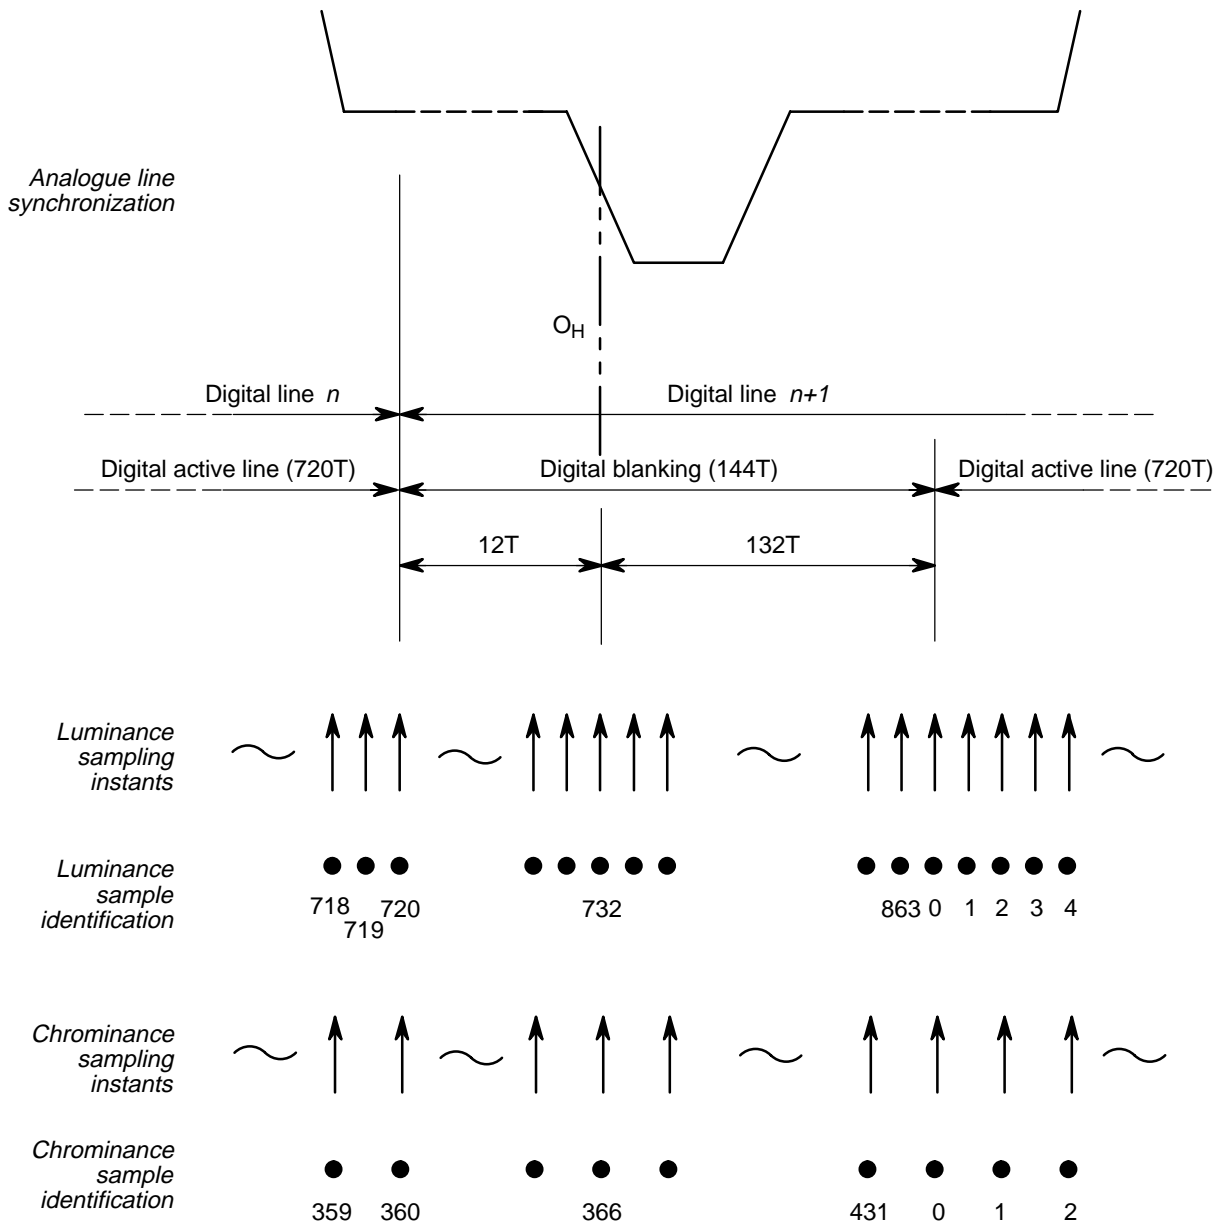 Analogue line
synchronization
OH
Digital line n
Digital line n+1
Digital active line (720T)
Digital blanking (144T)
Digital active line (720T)
12T
132T
Luminance
sampling
instants
Luminance
sample
identification
718
719
720
732
863
0
1
2
3
4
Chrominance
sampling
instants
Chrominance
sample
identification
359
360
366
431
0
1
2